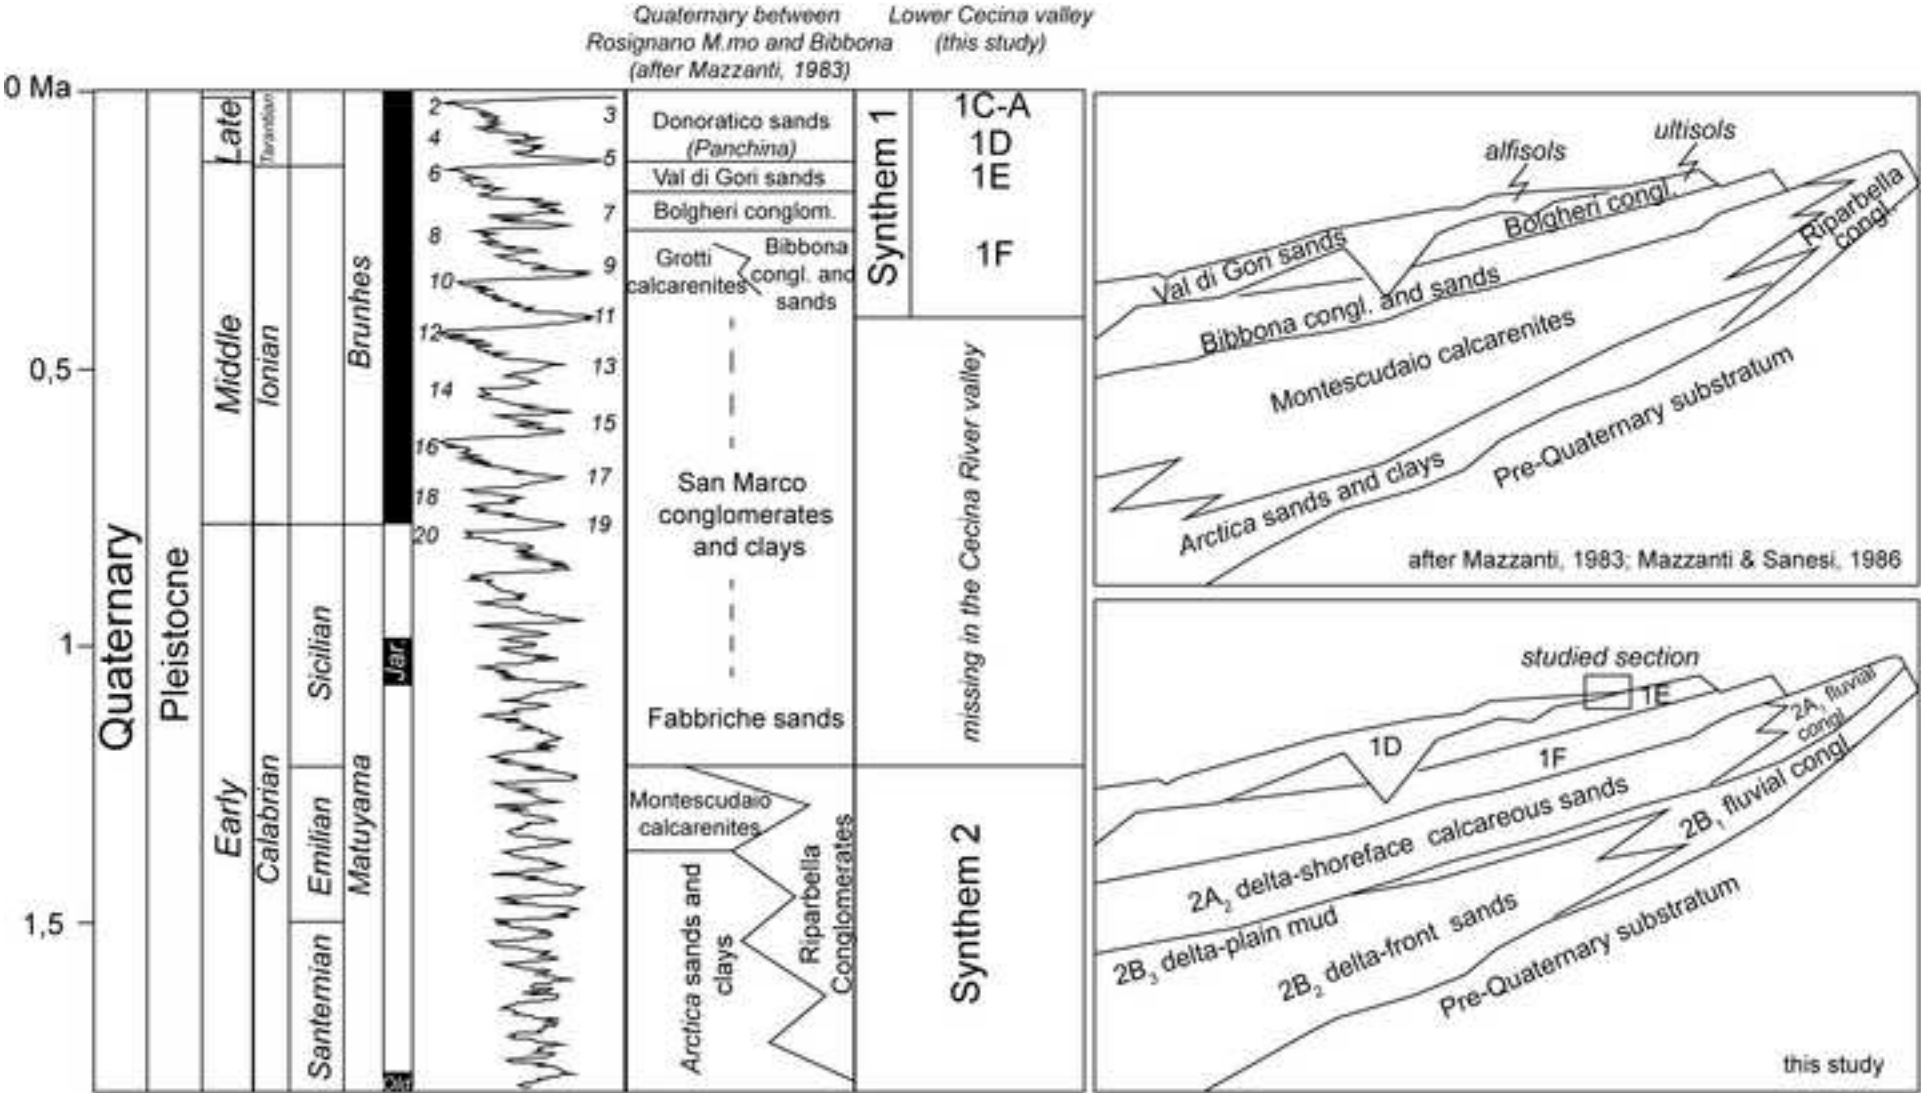 Quaternary between
Rosignano M.mo and Bibbona
(after Mazzanti, 1983)
Lower Cecina valley
(this study)
0 Ma
0,5
1
1,5
Quaternary
Pleistocne
Late
Middle
Early
Tarantian
Ionian
Calabrian
Sicilian
Emilian
Santernian
Brunhes
Matuyama
Jar.
Old
2
3
4
5
6
7
8
9
10
11
12
13
14
15
16
17
18
19
20
Donoratico sands
(Panchina)
Val di Gori sands
Bolgheri conglom.
Grotti
calcarenites
Bibbona
congl. and
sands
San Marco
conglomerates
and clays
Fabbriche sands
Montescudaio
calcarenites
Arctica sands and
clays
Riparbella
Conglomerates
Synthem 1
1C-A
1D
1E
1F
missing in the Cecina River valley
Synthem 2
alfisols
ultisols
Val di Gori sands
Bolgheri congl.
Riparbella
congl.
Bibbona congl. and sands
Montescudaio calcarenites
Arctica sands and clays
Pre-Quaternary substratum
after Mazzanti, 1983; Mazzanti & Sanesi, 1986
studied section
1E
1D
1F
2A₁ fluvial
congl.
2A₂ delta-shoreface calcareous sands
2B₁ fluvial congl.
2B₃ delta-plain mud
2B₂ delta-front sands
Pre-Quaternary substratum
this study